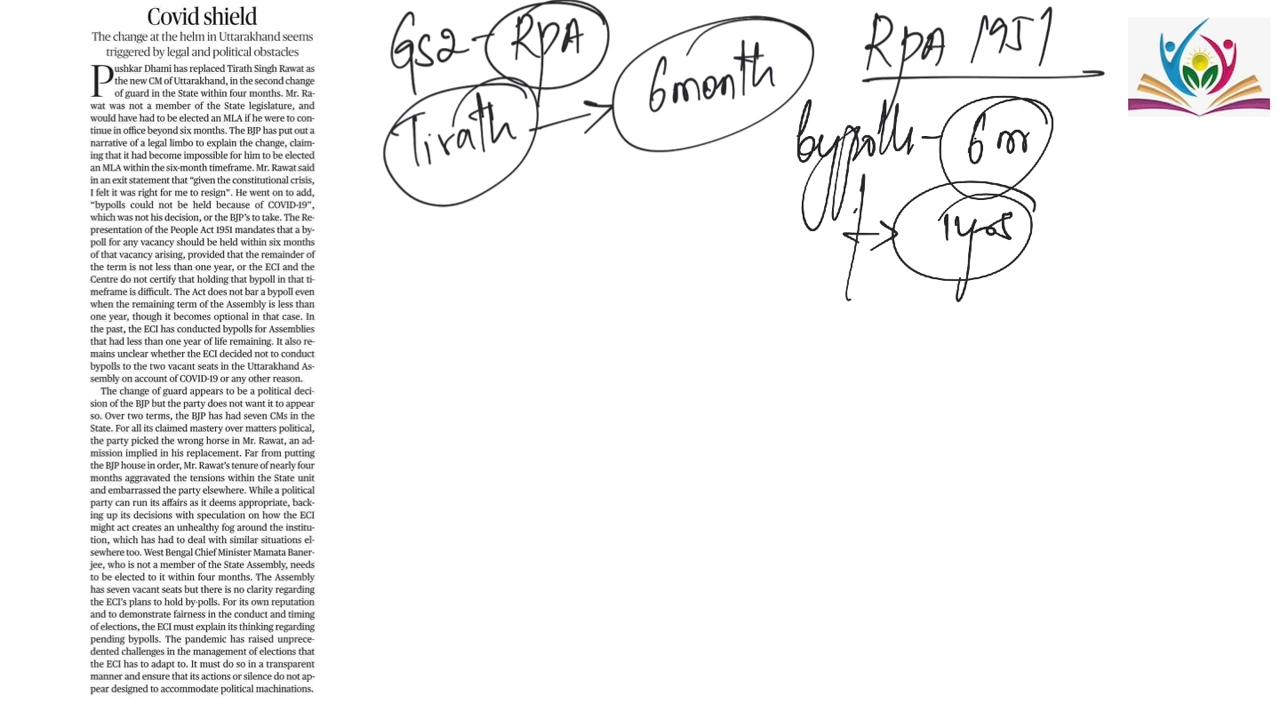 Covid shield
The change at the helm in Uttarakhand seems
triggered by legal and political obstacles
Pushkar Dhami has replaced Tirath Singh Rawat as
the new CM of Uttarakhand, in the second change
of guard in the State within four months. Mr. Ra-
wat was not a member of the State legislature, and
would have had to be elected an MLA if he were to con-
tinue in office beyond six months. The BJP has put out a
narrative of a legal limbo to explain the change, claim-
ing that it had become impossible for him to be elected
an MLA within the six-month timeframe. Mr. Rawat said
in an exit statement that “given the constitutional crisis,
I felt it was right for me to resign”. He went on to add,
“bypolls could not be held because of COVID-19”,
which was not his decision, or the BJP’s to take. The Re-
presentation of the People Act 1951 mandates that a by-
poll for any vacancy should be held within six months
of that vacancy arising, provided that the remainder of
the term is not less than one year, or the ECI and the
Centre do not certify that holding that bypoll in that ti-
meframe is difficult. The Act does not bar a bypoll even
when the remaining term of the Assembly is less than
one year, though it becomes optional in that case. In
the past, the ECI has conducted bypolls for Assemblies
that had less than one year of life remaining. It also re-
mains unclear whether the ECI decided not to conduct
bypolls to the two vacant seats in the Uttarakhand As-
sembly on account of COVID-19 or any other reason.
The change of guard appears to be a political deci-
sion of the BJP but the party does not want it to appear
so. Over two terms, the BJP has had seven CMs in the
State. For all its claimed mastery over matters political,
the party picked the wrong horse in Mr. Rawat, an ad-
mission implied in his replacement. Far from putting
the BJP house in order, Mr. Rawat’s tenure of nearly four
months aggravated the tensions within the State unit
and embarrassed the party elsewhere. While a political
party can run its affairs as it deems appropriate, back-
ing up its decisions with speculation on how the ECI
might act creates an unhealthy fog around the institu-
tion, which has had to deal with similar situations el-
sewhere too. West Bengal Chief Minister Mamata Baner-
jee, who is not a member of the State Assembly, needs
to be elected to it within four months. The Assembly
has seven vacant seats but there is no clarity regarding
the ECI’s plans to hold by-polls. For its own reputation
and to demonstrate fairness in the conduct and timing
of elections, the ECI must explain its thinking regarding
pending bypolls. The pandemic has raised unprece-
dented challenges in the management of elections that
the ECI has to adapt to. It must do so in a transparent
manner and ensure that its actions or silence do not ap-
pear designed to accommodate political machinations.
GS2 - RPA
Tirath → 6 month
RPA 1951
bypolls - 6 m